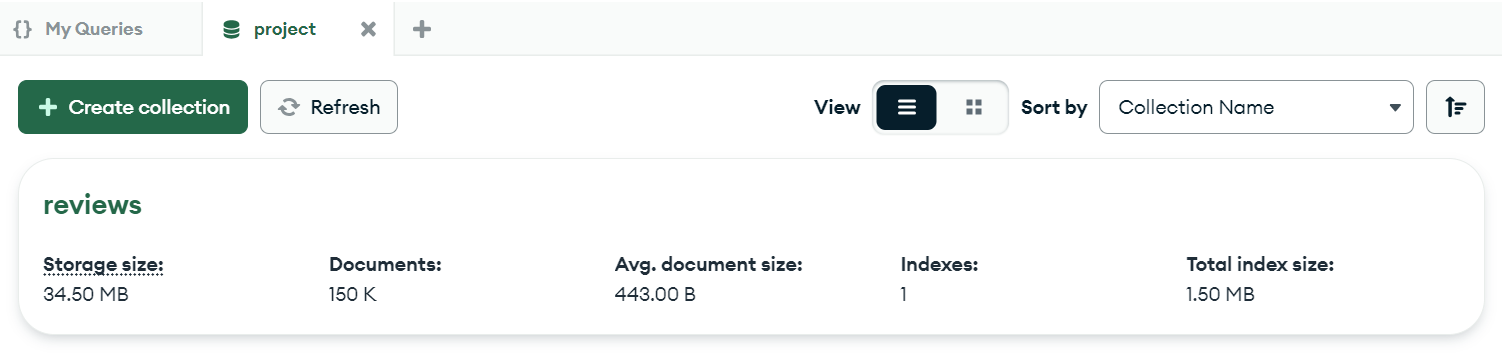 {} My Queries project
Create collection Refresh View Sort by Collection Name
reviews
Storage size: Documents: Avg. document size: Indexes: Total index size:
34.50 MB 150 K 443.00 B 1 1.50 MB